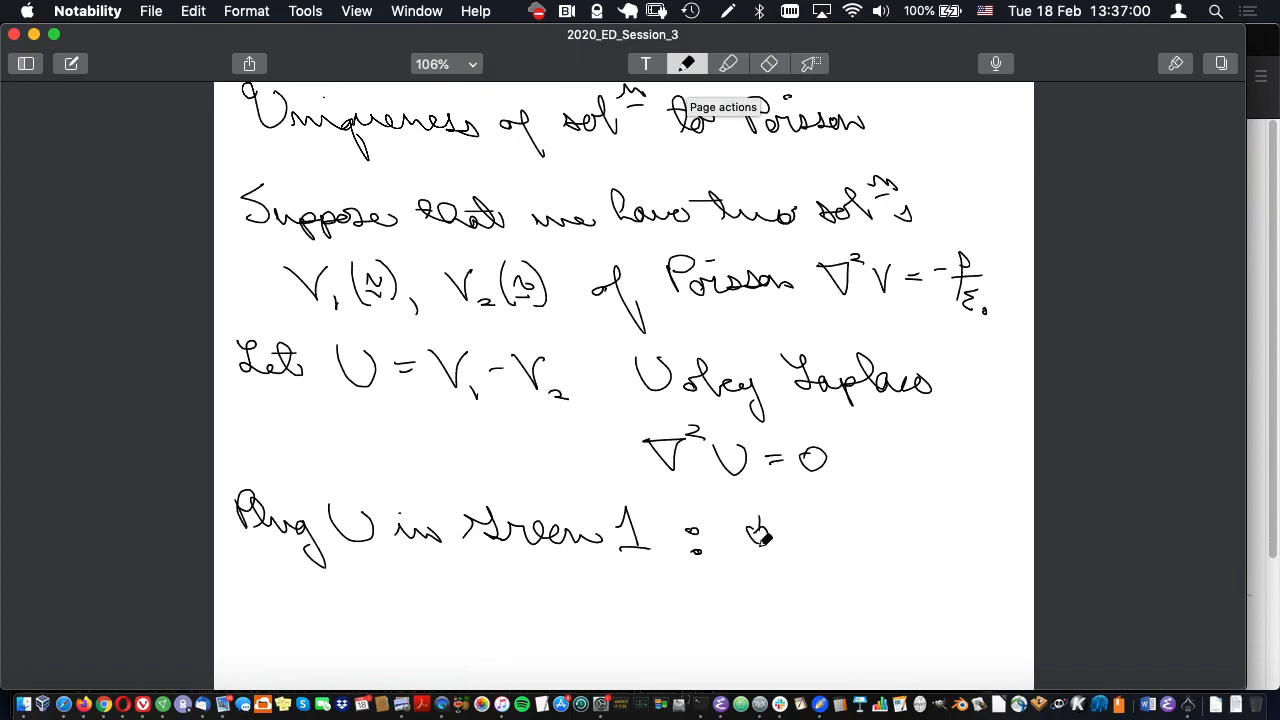 Notability File Edit Format Tools View Window Help 100% Tue 18 Feb 13:37:00
2020_ED_Session_3
106% T
Page actions
Uniqueness of solⁿ to Poisson
Suppose that we have two solⁿs
V₁(r), V₂(r) of Poisson ∇²V = -ρ/ε₀
Let U = V₁ - V₂ U obey Laplace
∇²U = 0
Plug U in Green 1 :